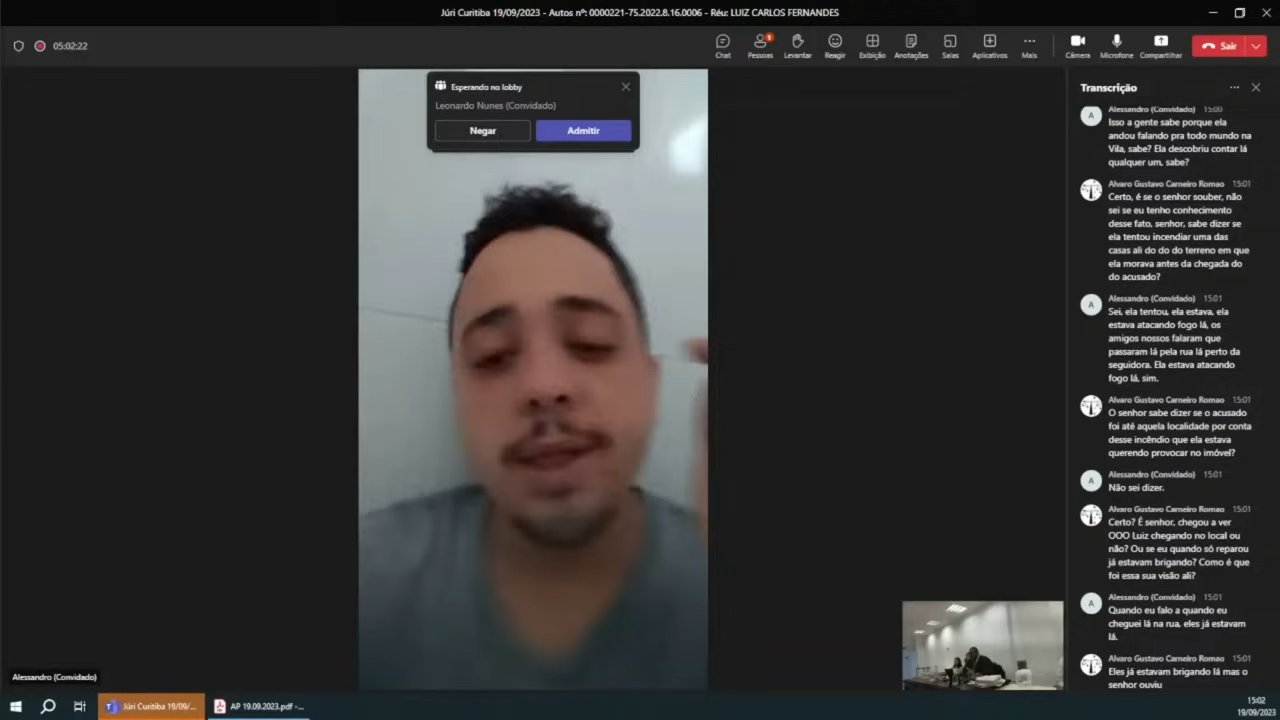 Júri Curitiba 19/09/2023 - Autos nº: 0000221-75.2022.8.16.0006 - Réu: LUIZ CARLOS FERNANDES
05:02:22
Chat
1
Pessoas
Levantar
Reagir
Exibição
Anotações
Salas
Aplicativos
Mais
Câmera
Microfone
Compartilhar
Sair
Esperando no lobby
Leonardo Nunes (Convidado)
Negar
Admitir
Transcrição
A
Alessandro (Convidado) 15:00
Isso a gente sabe porque ela
andou falando pra todo mundo na
Vila, sabe? Ela descobriu contar lá
qualquer um, sabe?
Alvaro Gustavo Carneiro Romao 15:01
Certo, é se o senhor souber, não
sei se eu tenho conhecimento
desse fato, senhor, sabe dizer se
ela tentou incendiar uma das
casas ali do do do terreno em que
ela morava antes da chegada do
do acusado?
A
Alessandro (Convidado) 15:01
Sei, ela tentou, ela estava, ela
estava atacando fogo lá, os
amigos nossos falaram que
passaram lá pela rua lá perto da
seguidora. Ela estava atacando
fogo lá, sim.
Alvaro Gustavo Carneiro Romao 15:01
O senhor sabe dizer se o acusado
foi até aquela localidade por conta
desse incêndio que ela estava
querendo provocar no imóvel?
A
Alessandro (Convidado) 15:01
Não sei dizer.
Alvaro Gustavo Carneiro Romao 15:01
Certo? É senhor, chegou a ver
OOO Luiz chegando no local ou
não? Ou se eu quando só reparou
já estavam brigando? Como é que
foi essa sua visão ali?
A
Alessandro (Convidado) 15:01
Quando eu falo a quando eu
cheguei lá na rua, eles já estavam
lá.
Alvaro Gustavo Carneiro Romao 15:01
Eles já estavam brigando lá mas o
senhor ouviu
Alessandro (Convidado)
Júri Curitiba 19/09/...
AP 19.09.2023.pdf -...
15:02
19/09/2023